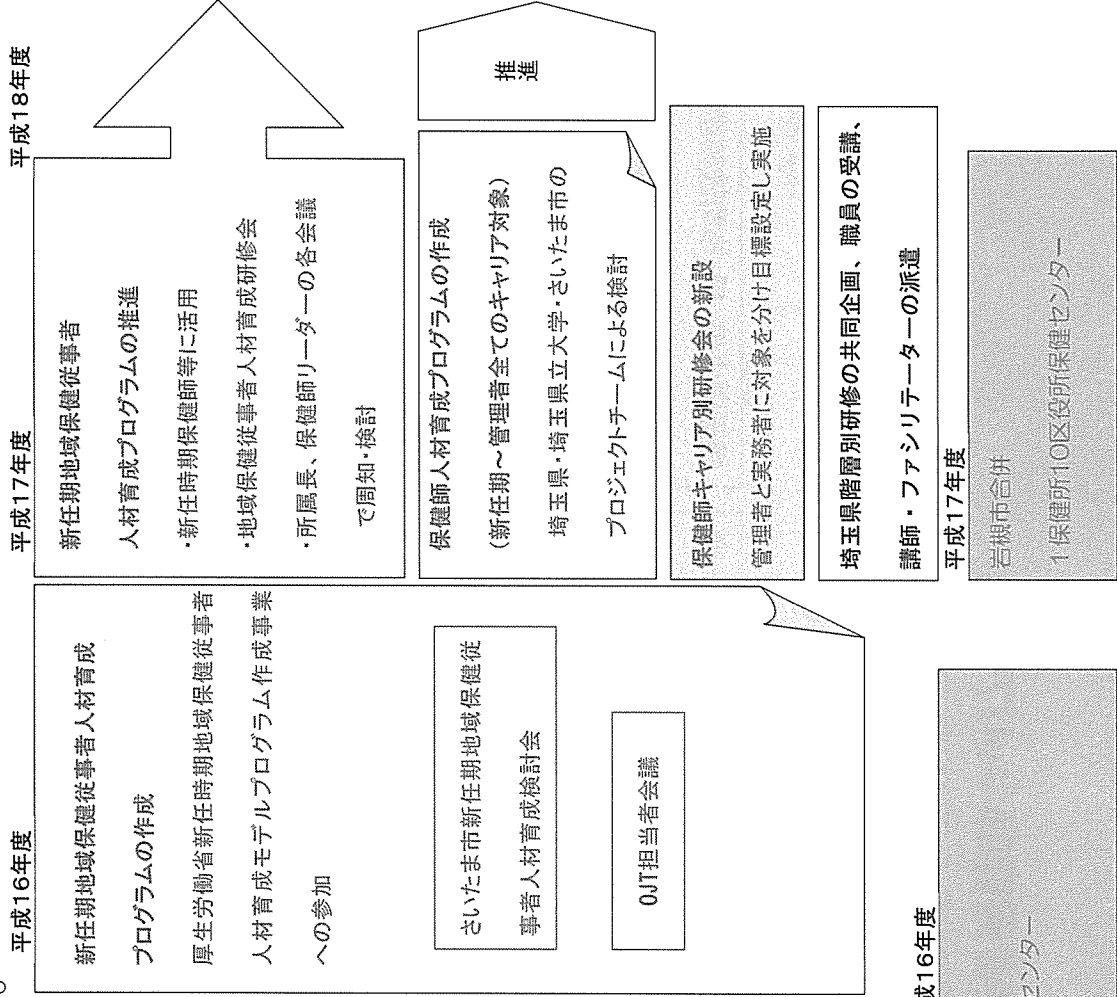 平成16年度
新任期地域保健従事者人材育成
プログラムの作成
厚生労働省新任時期地域保健従事者
人材育成モデルプログラム作成事業
への参加
さいたま市新任期地域保健従
事者人材育成検討会
OJT担当者会議
平成17年度
新任期地域保健従事者
人材育成プログラムの推進
・新任時期保健師等に活用
・地域保健従事者人材育成研修会
・所属長、保健師リーダーの各会議
で周知・検討
保健師人材育成プログラムの作成
(新任期～管理者全てのキャリア対象)
埼玉県・埼玉県立大学・さいたま市の
プロジェクトチームによる検討
保健師キャリア別研修会の新設
管理者と実務者に対象を分け目標設定し実施
埼玉県階層別研修の共同企画、職員の受講、
講師・ファシリテーターの派遣
平成18年度
推進
成16年度
センター
平成17年度
岩槻市合併
1保健所10区役所保健センター